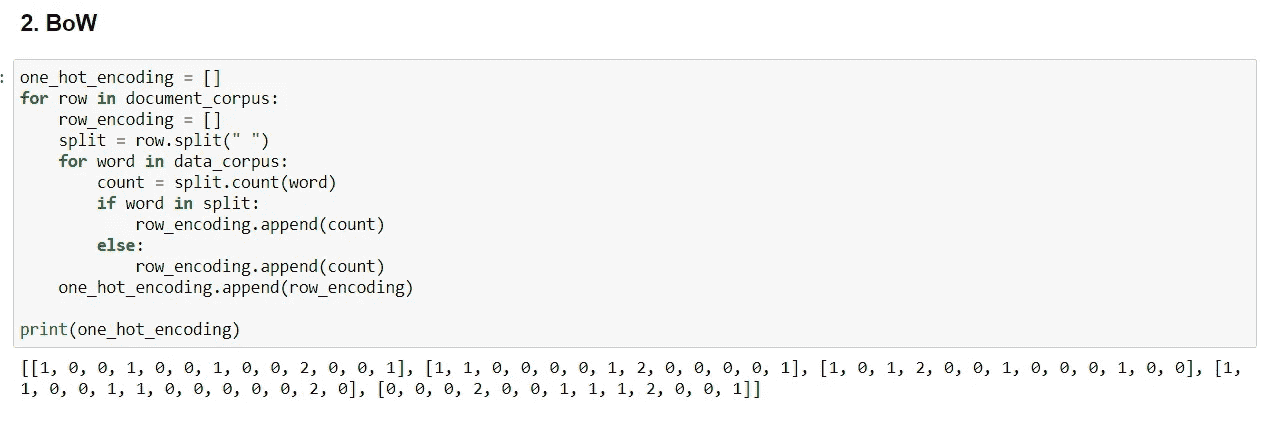 2. BoW
: one_hot_encoding = []
for row in document_corpus:
    row_encoding = []
    split = row.split(" ")
    for word in data_corpus:
        count = split.count(word)
        if word in split:
            row_encoding.append(count)
        else:
            row_encoding.append(count)
    one_hot_encoding.append(row_encoding)

print(one_hot_encoding)
[[1, 0, 0, 1, 0, 0, 1, 0, 0, 2, 0, 0, 1], [1, 1, 0, 0, 0, 0, 1, 2, 0, 0, 0, 0, 1], [1, 0, 1, 2, 0, 0, 1, 0, 0, 0, 1, 0, 0], [1,
1, 0, 0, 1, 1, 0, 0, 0, 0, 0, 2, 0], [0, 0, 0, 2, 0, 0, 1, 1, 1, 2, 0, 0, 1]]